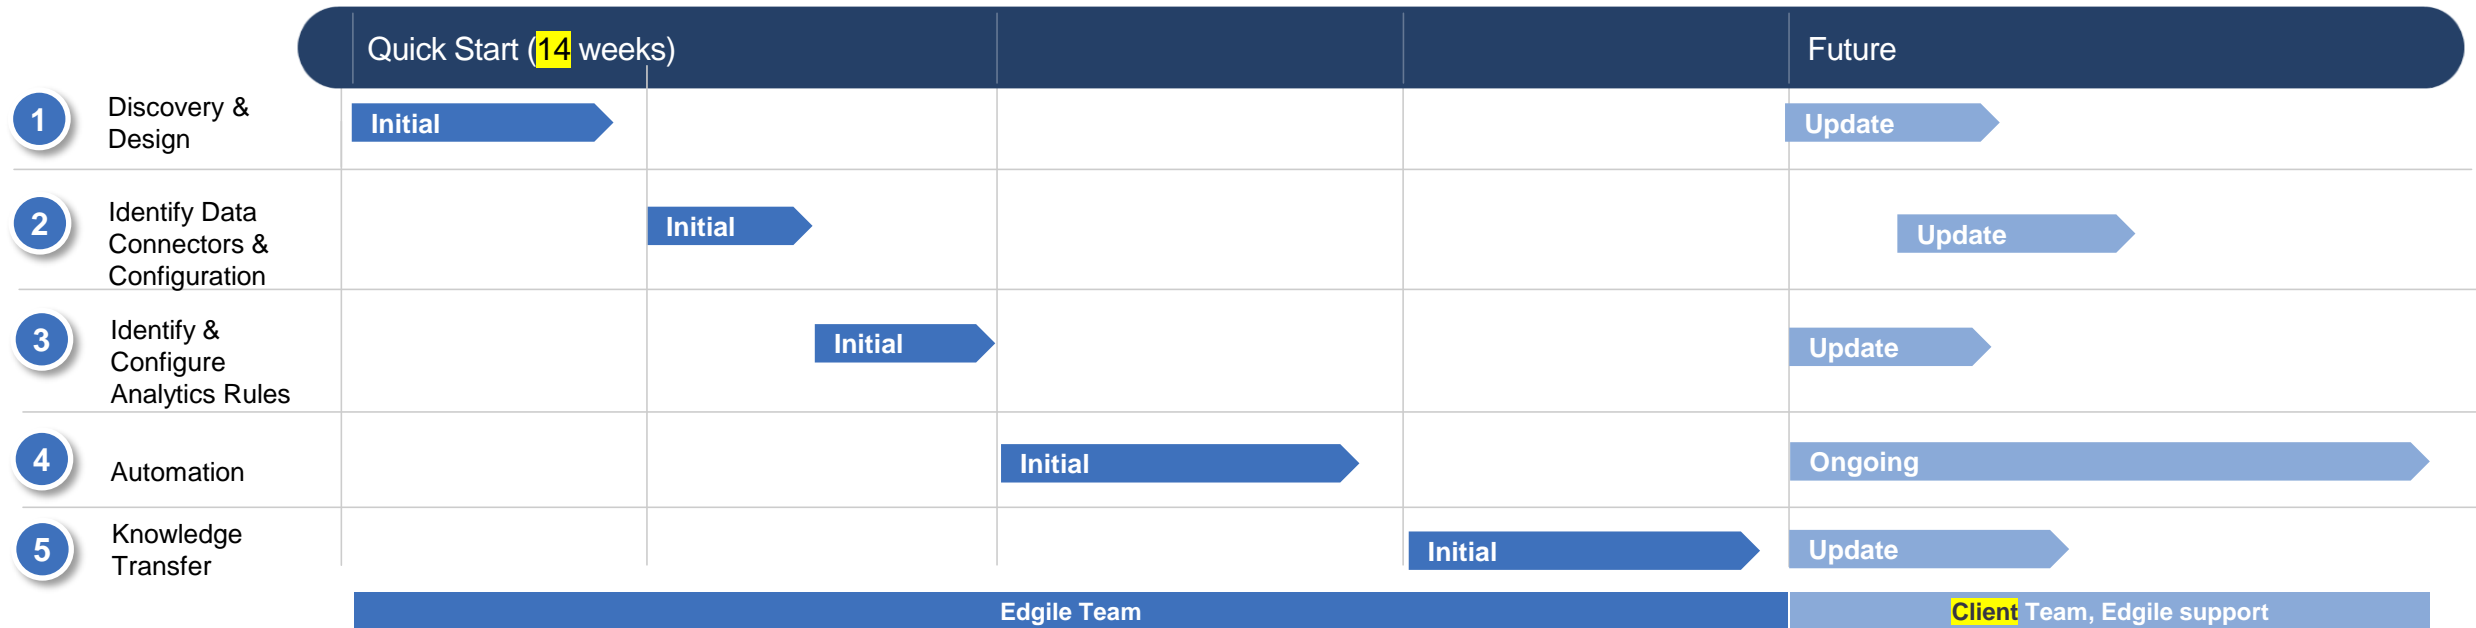 Quick Start (14 weeks)
Future
1
Discovery &
Design
Initial
Update
2
Identify Data
Connectors &
Configuration
Initial
Update
3
Identify &
Configure
Analytics Rules
Initial
Update
4
Automation
Initial
Ongoing
5
Knowledge
Transfer
Initial
Update
Edgile Team
Client Team, Edgile support